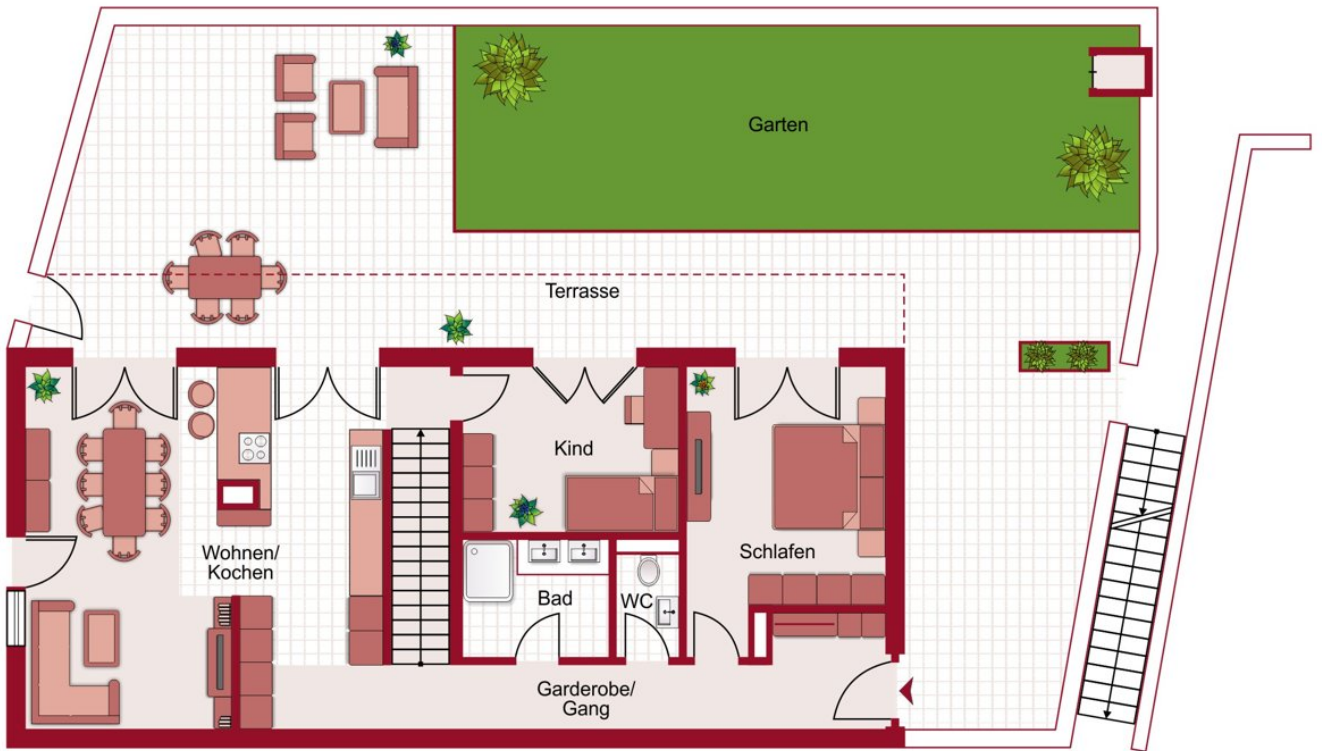 Garten
Terrasse
Kind
Wohnen/
Kochen
Schlafen
Bad
WC
Garderobe/
Gang